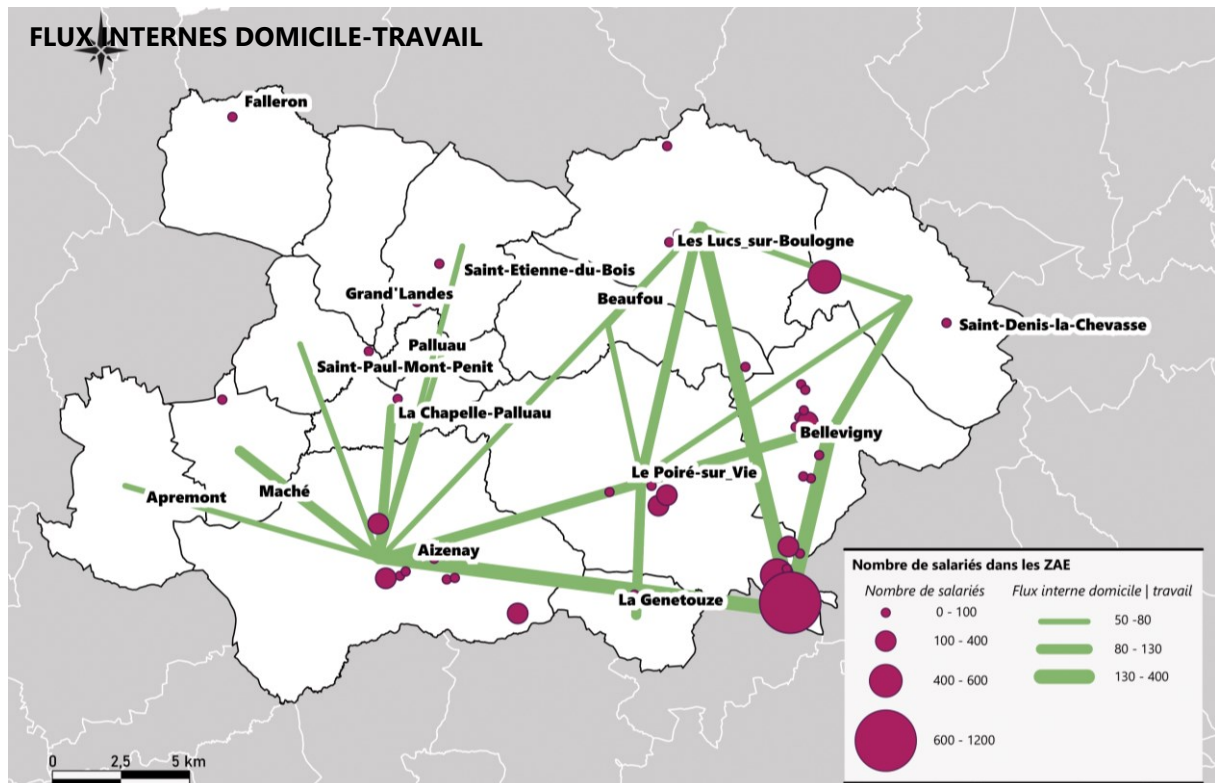 FLUX INTERNES DOMICILE-TRAVAIL
Falleron
Les Lucs_sur-Boulogne
Saint-Etienne-du-Bois
Grand'Landes
Beaufou
Saint-Denis-la-Chevasse
Palluau
Saint-Paul-Mont-Penit
La Chapelle-Palluau
Bellevigny
Le Poiré-sur_Vie
Apremont
Maché
Aizenay
La Genetouze
Nombre de salariés dans les ZAE
Nombre de salariés Flux interne domicile | travail
0 - 100 50 -80
100 - 400 80 - 130
400 - 600 130 - 400
600 - 1200
0 2,5 5 km